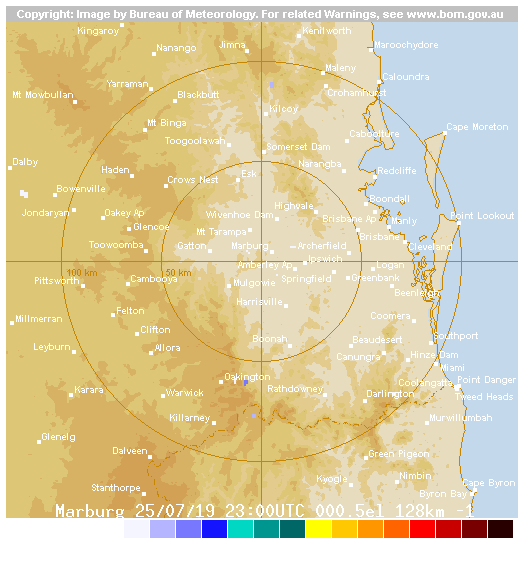 Copyright: Image by Bureau of Meteorology. For related Warnings, see www.bom.gov.au
Kingaroy
Kenilworth
Nanango
Jimna
Maroochydore
Maleny
Yarraman
Caloundra
Mt Mowbullan
Blackbutt
Crohamhurst
Kilcoy
Mt Binga
Cape Moreton
Toogoolawah
Caboolture
Somerset Dam
Dalby
Haden
Narangba
Redcliffe
Esk
Crows Nest
Bowenville
Boondall
Jondaryan
Oakey Ap
Wivenhoe Dam
Highvale
Brisbane Ap
Manly
Point Lookout
Glencoe
Mt Tarampa
Brisbane
Toowoomba
Gatton
Marburg
Archerfield
Cleveland
Ipswich
Amberley Ap
Logan
100 km
50 km
Pittsworth
Cambooya
Mulgowie
Springfield
Greenbank
Beenleigh
Harrisville
Felton
Millmerran
Coomera
Clifton
Boonah
Beaudesert
Southport
Leyburn
Allora
Canungra
Hinze Dam
Miami
Oakington
Coolangatta
Point Danger
Karara
Warwick
Rathdowney
Darlington
Tweed Heads
Killarney
Murwillumbah
Glenelg
Dalveen
Green Pigeon
Kyogle
Nimbin
Stanthorpe
Cape Byron
Byron Bay
Marburg 25/07/19 23:00UTC 000.5el 128km -1